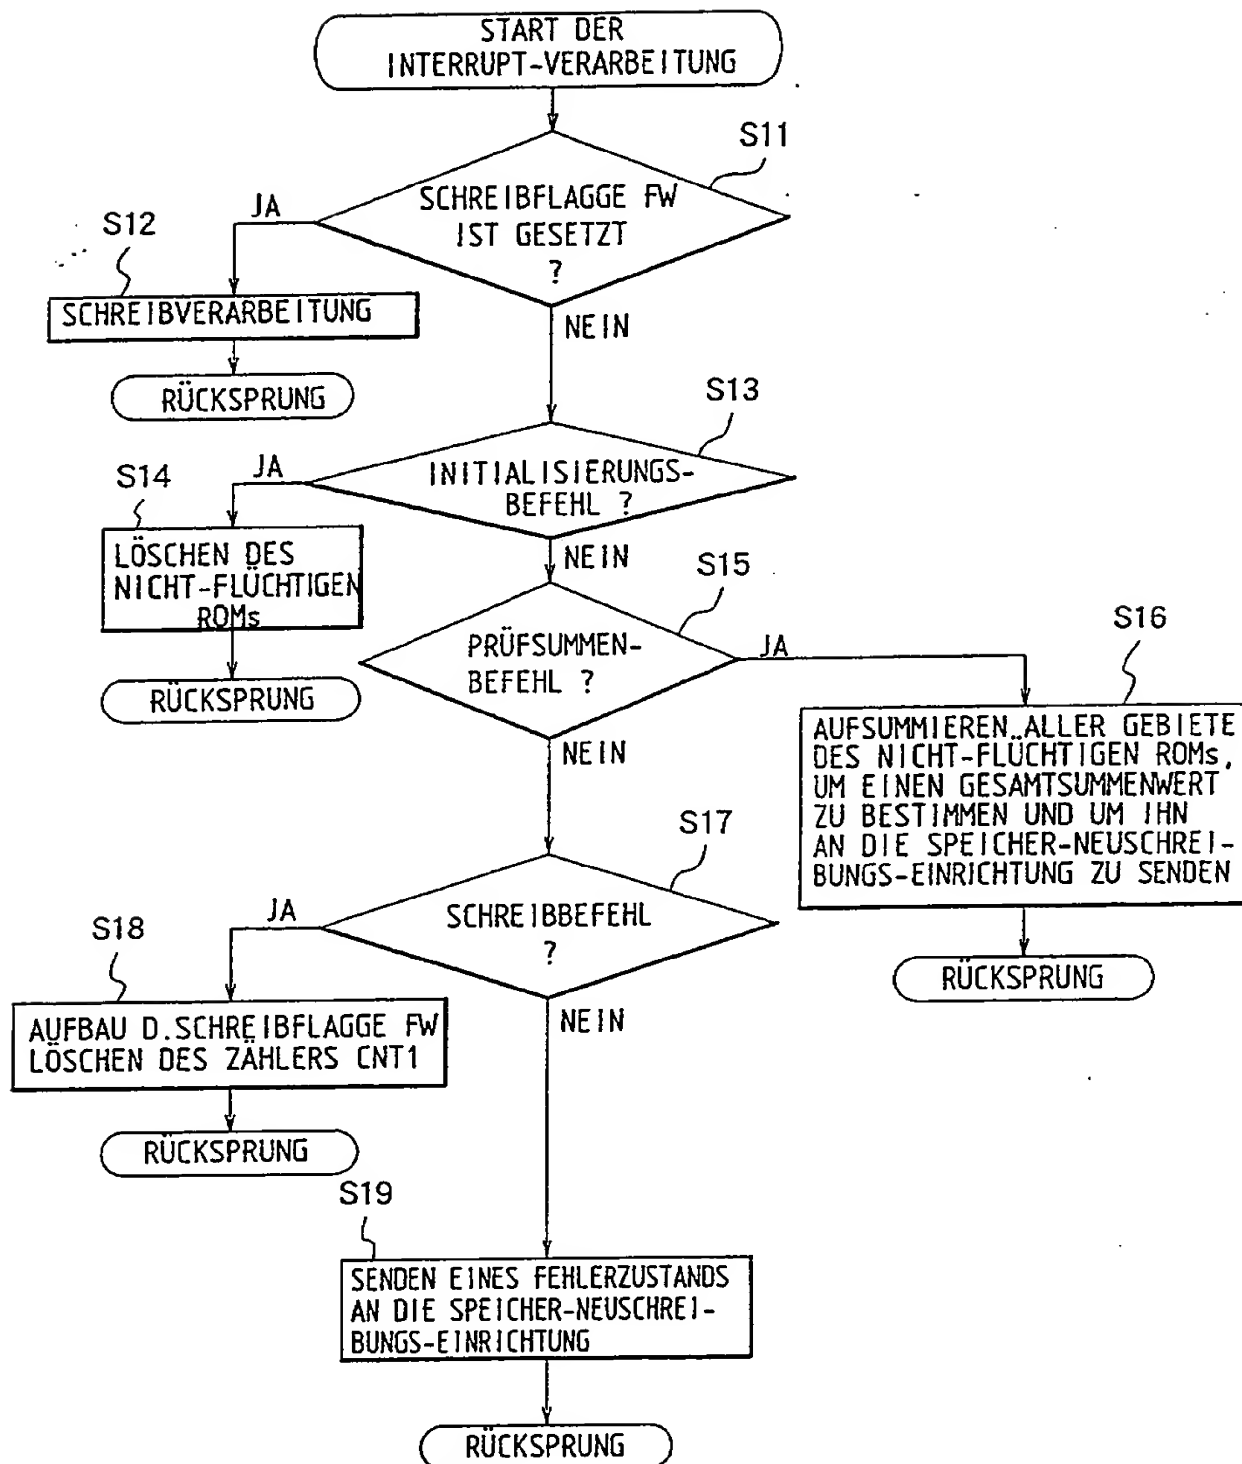 START DER
INTERRUPT-VERARBEITUNG
S11
SCHREIBFLAGGE FW
IST GESETZT
?
JA
S12
SCHREIBVERARBEITUNG
NEIN
RÜCKSPRUNG
S13
INITIALISIERUNGS-
BEFEHL ?
JA
S14
LÖSCHEN DES
NICHT-FLÜCHTIGEN
ROMs
RÜCKSPRUNG
NEIN
S15
PRÜFSUMMEN-
BEFEHL ?
JA
S16
AUFSUMMIEREN ALLER GEBIETE
DES NICHT-FLÜCHTIGEN ROMs,
UM EINEN GESAMTSUMMENWERT
ZU BESTIMMEN UND UM IHN
AN DIE SPEICHER-NEUSCHREI-
BUNGS-EINRICHTUNG ZU SENDEN
RÜCKSPRUNG
NEIN
S17
SCHREIBBEFEHL
?
JA
S18
AUFBAU D.SCHREIBFLAGGE FW
LÖSCHEN DES ZÄHLERS CNT1
RÜCKSPRUNG
NEIN
S19
SENDEN EINES FEHLERZUSTANDS
AN DIE SPEICHER-NEUSCHREI-
BUNGS-EINRICHTUNG
RÜCKSPRUNG